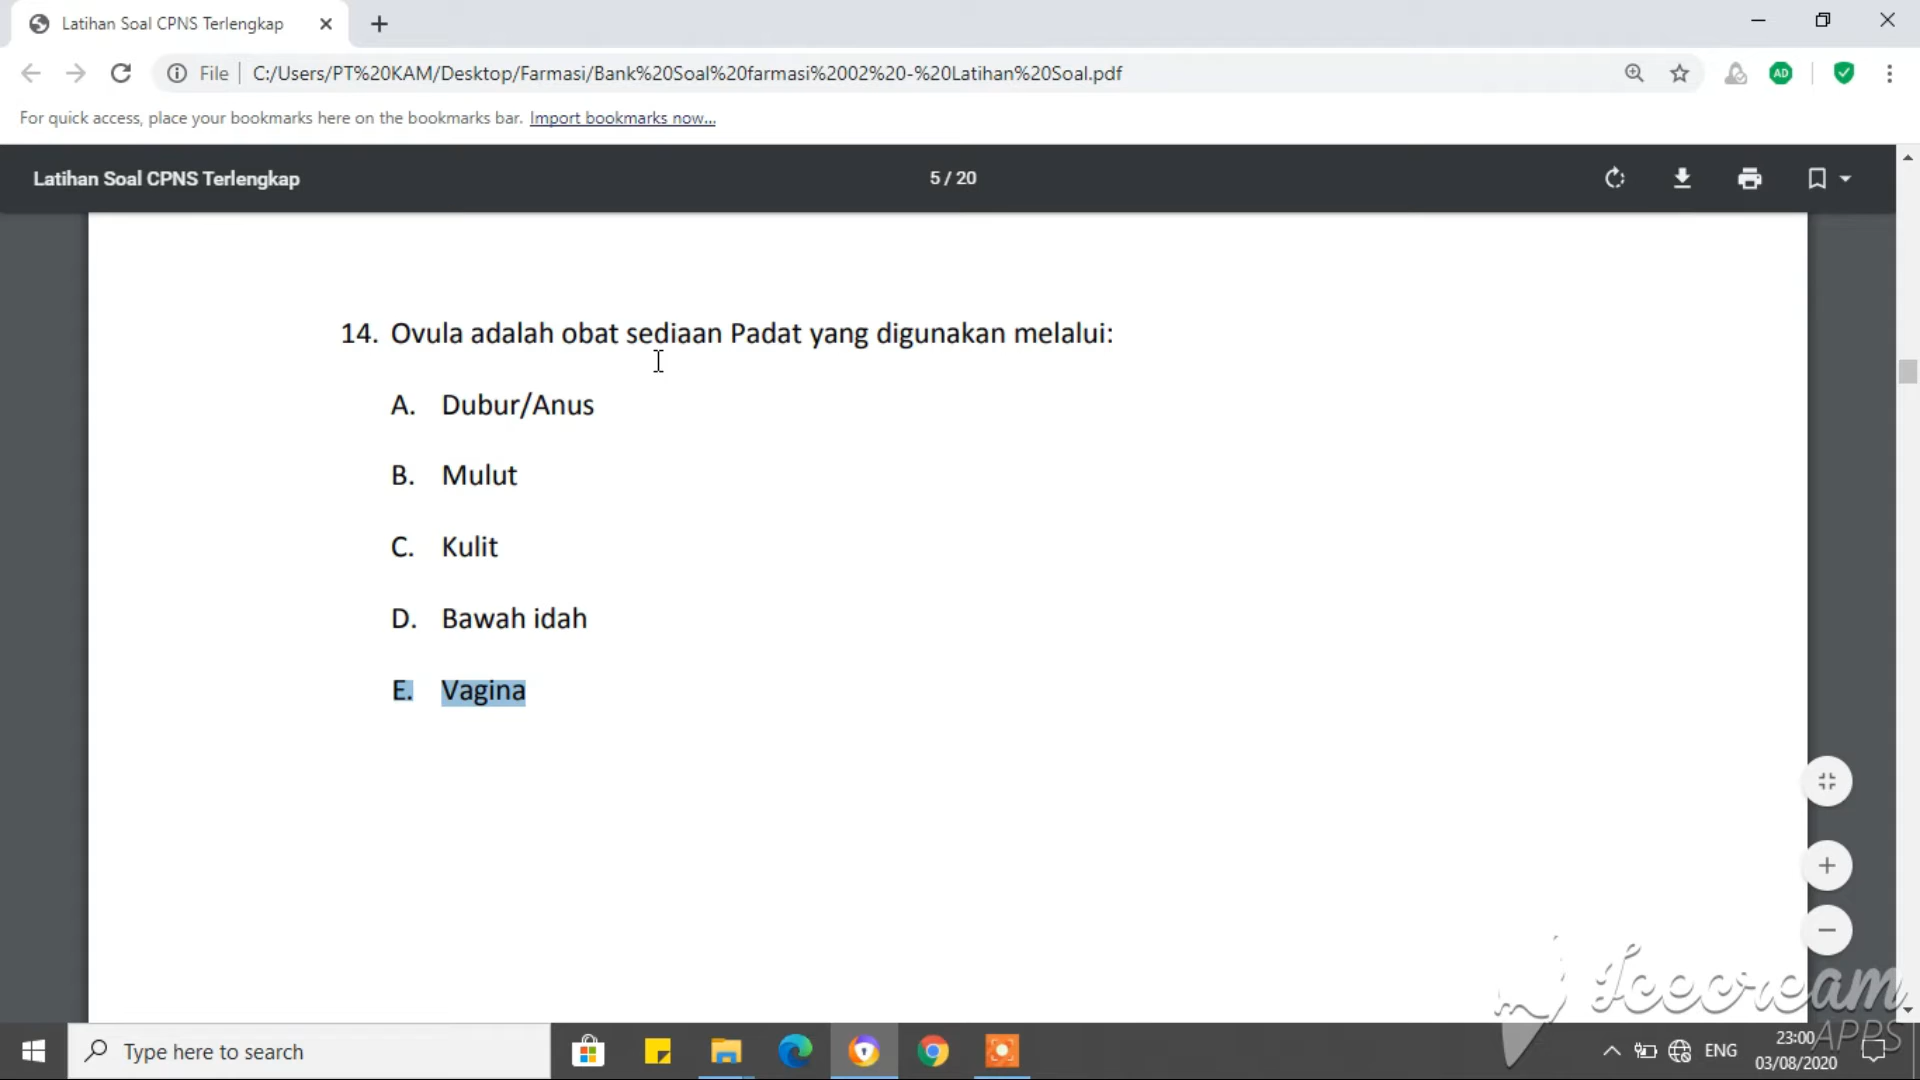 Latihan Soal CPNS Terlengkap
File
C:/Users/PT%20KAM/Desktop/Farmasi/Bank%20Soal%20farmasi%2002%20-%20Latihan%20Soal.pdf
AD
For quick access, place your bookmarks here on the bookmarks bar. Import bookmarks now...
Latihan Soal CPNS Terlengkap
5 / 20
14. Ovula adalah obat sediaan Padat yang digunakan melalui:
A. Dubur/Anus
B. Mulut
C. Kulit
D. Bawah idah
E. Vagina
Icecream
APPS
Type here to search
ENG
23:00
03/08/2020